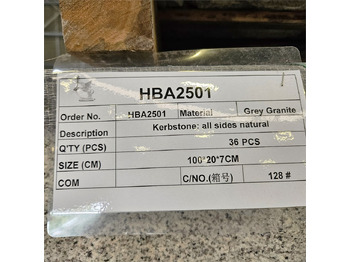 HBA2501
Order No. HBA2501 Material Grey Granite
Description Kerbstone: all sides natural
Q'TY (PCS) 36 PCS
SIZE (CM) 100*20*7CM
COM C/NO.(箱号) 128 #